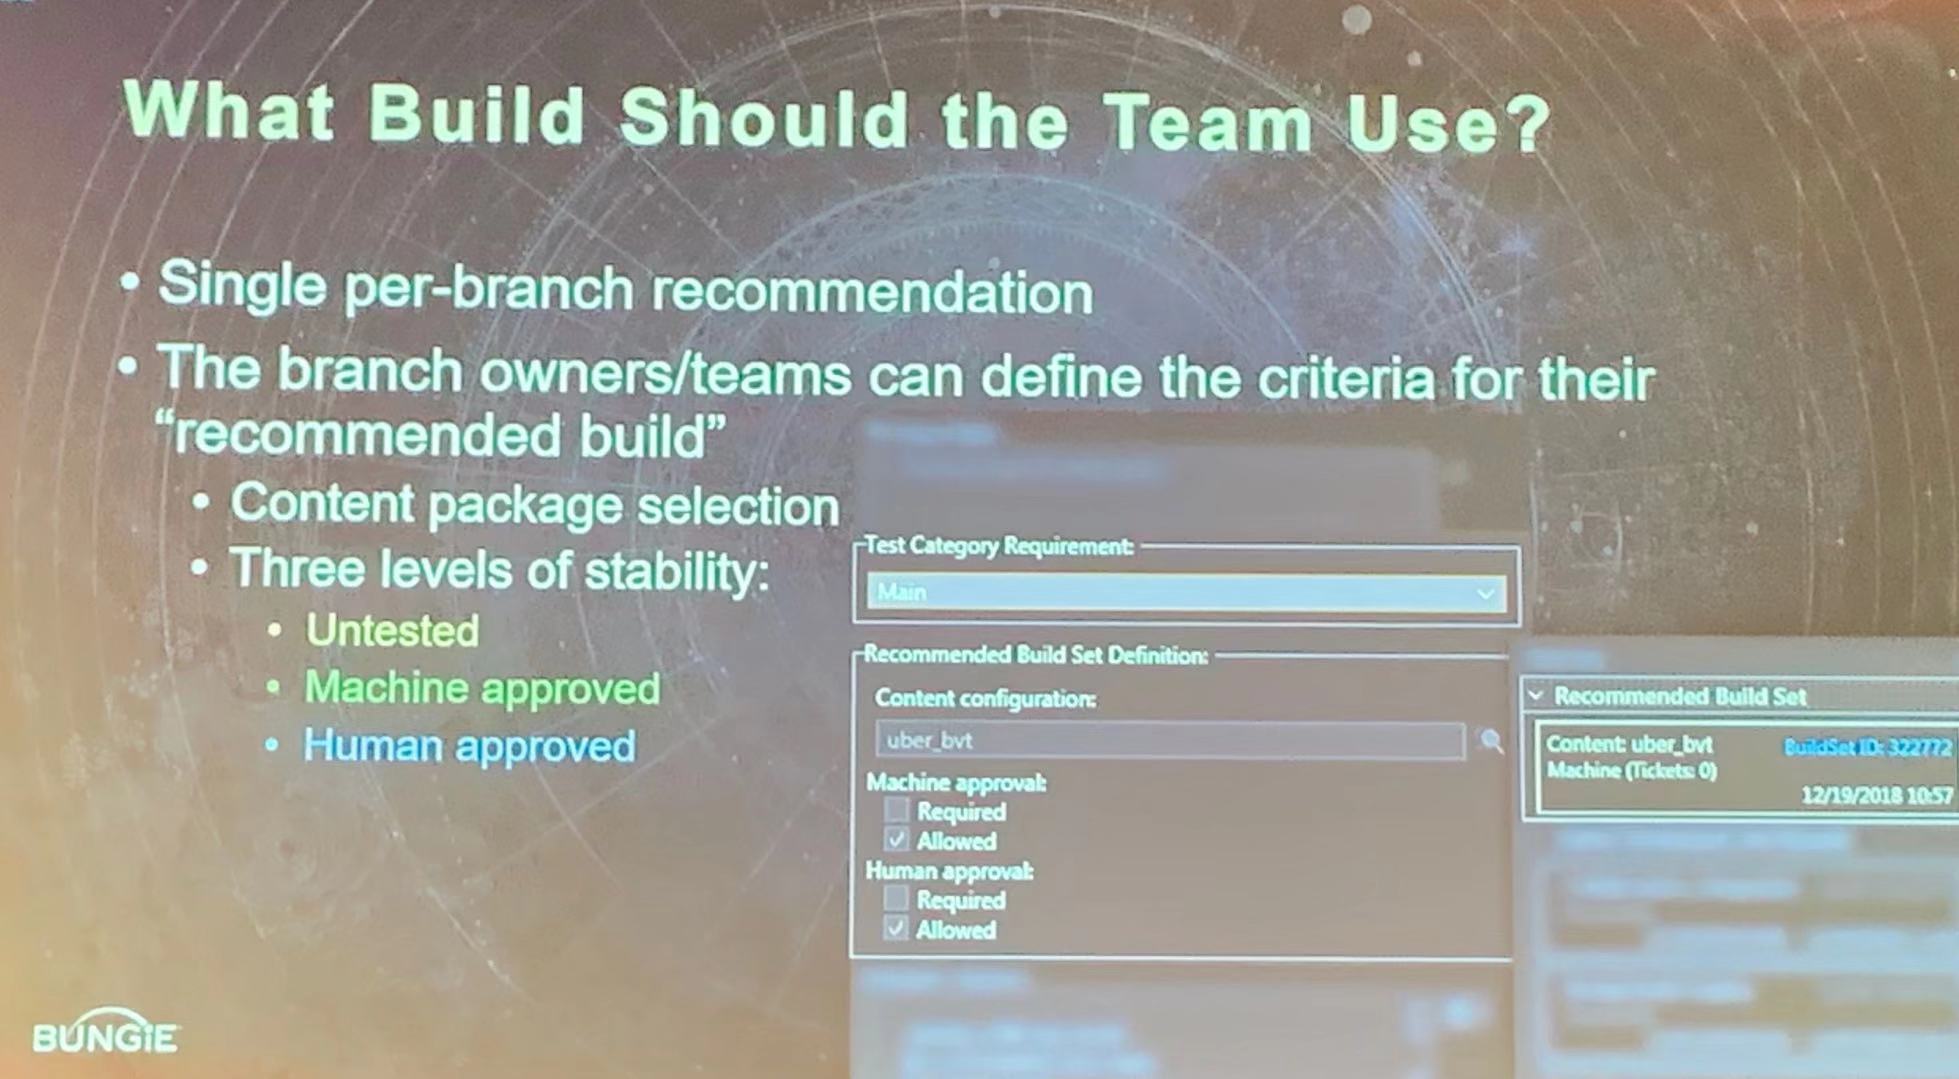 What Build Should the Team Use?
• Single per-branch recommendation
• The branch owners/teams can define the criteria for their
“recommended build”
• Content package selection
• Three levels of stability:
• Untested
• Machine approved
• Human approved
Test Category Requirement:
Main
Recommended Build Set Definition:
Content configuration:
uber_bvt
Machine approval:
Required
Allowed
Human approval:
Required
Allowed
Recommended Build Set
Content: uber_bvt BuildSet ID: 322772
Machine (Tickets: 0)
12/19/2018 10:57
BUNGiE